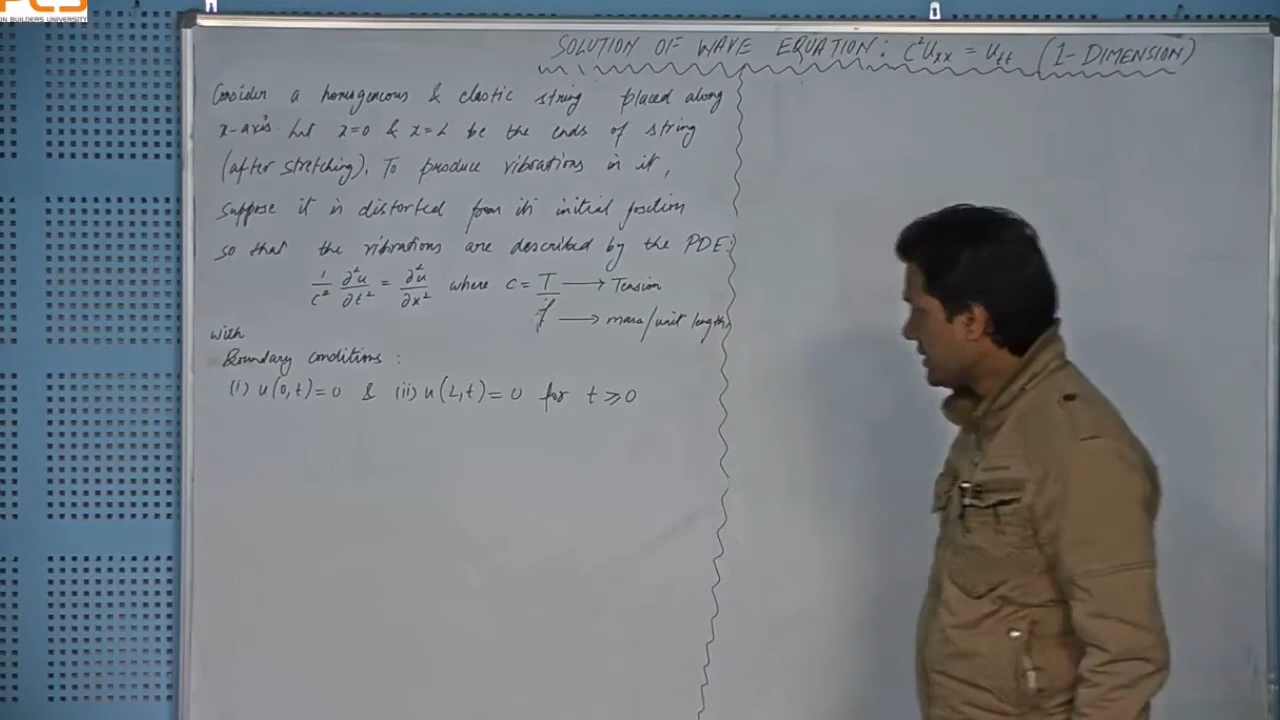 ON BUILDERS UNIVERSITY
SOLUTION OF WAVE EQUATION: C²Uxx = Utt (1-DIMENSION)
Consider a homogeneous & elastic string placed along
x-axis. Let x=0 & x=L be the ends of string
(after stretching). To produce vibrations in it,
suppose it is distorted from its initial position
so that the vibrations are described by the PDE:
1/c² ∂²u/∂t² = ∂²u/∂x² where c = T/ρ → Tension
→ mass/unit length
with
Boundary conditions:
(i) u(0,t)=0 & (ii) u(L,t)=0 for t≥0